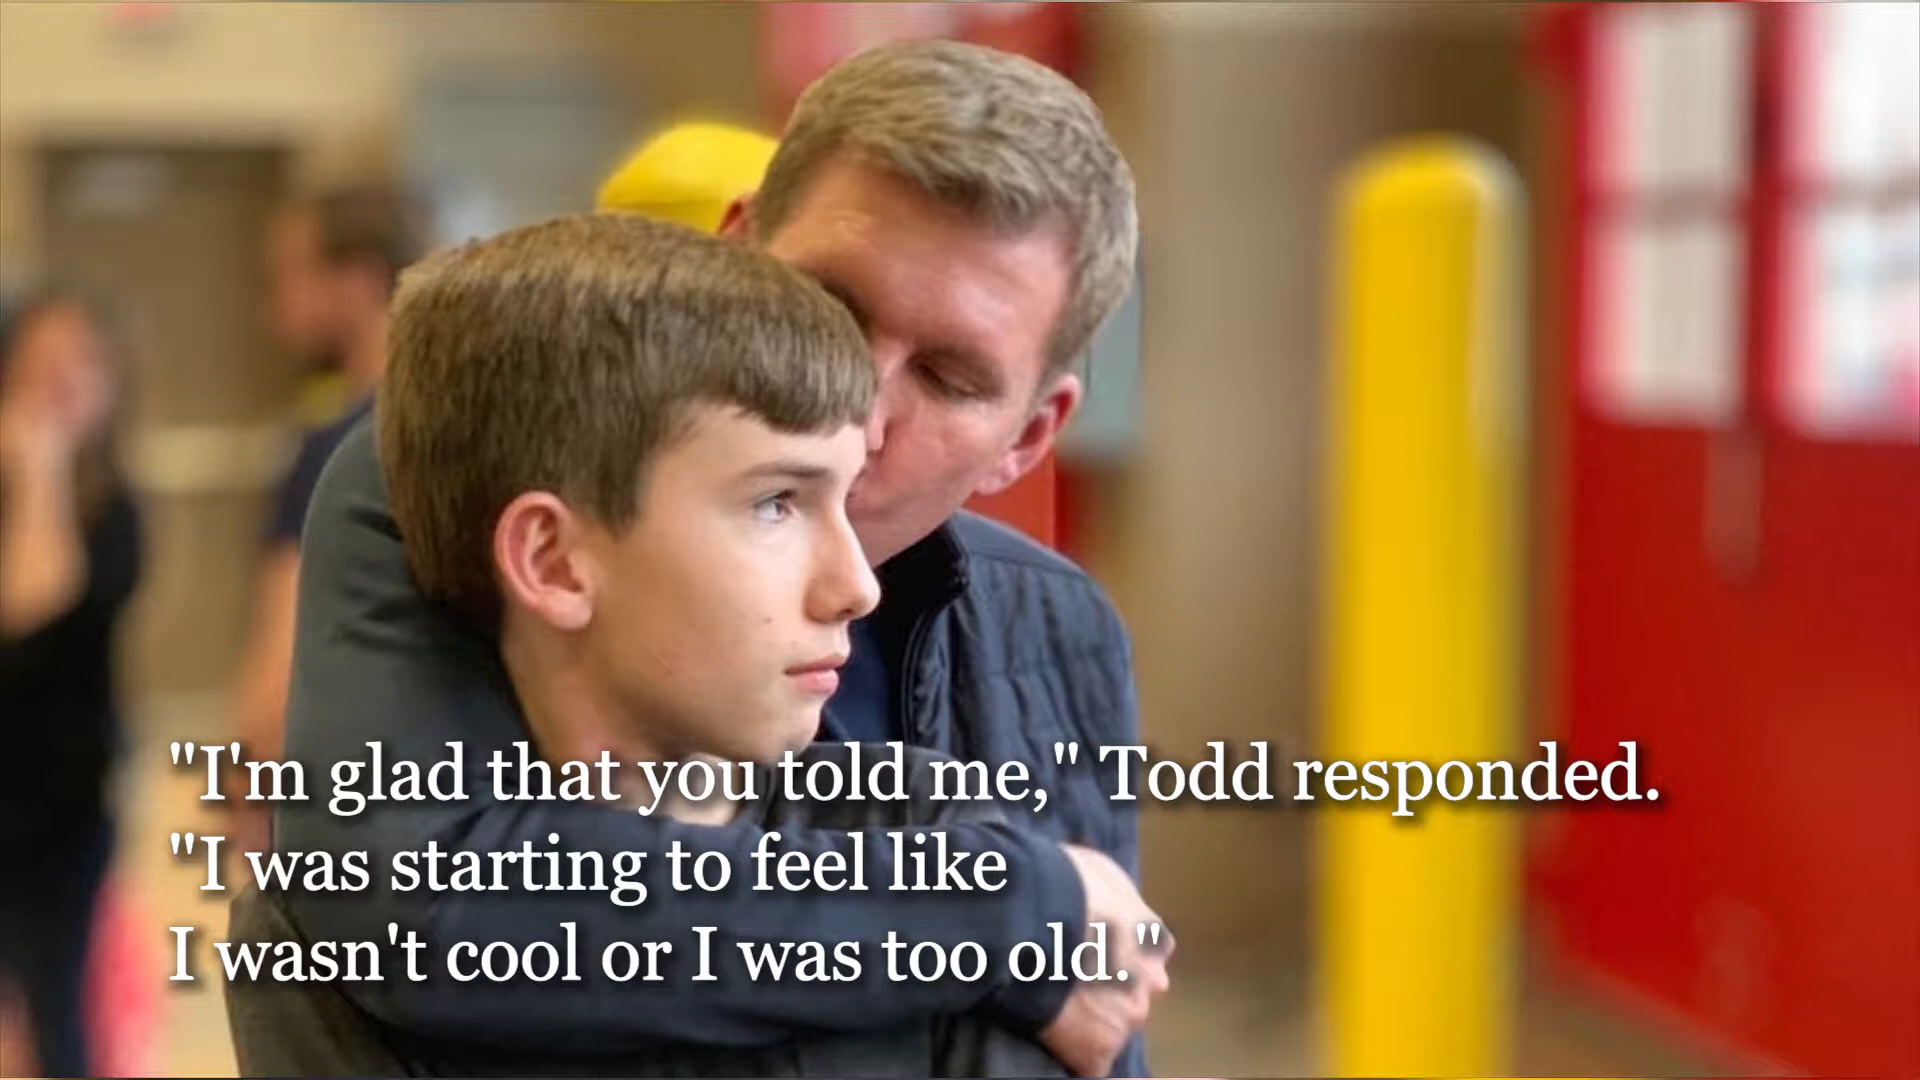 "I'm glad that you told me," Todd responded.
"I was starting to feel like
I wasn't cool or I was too old."